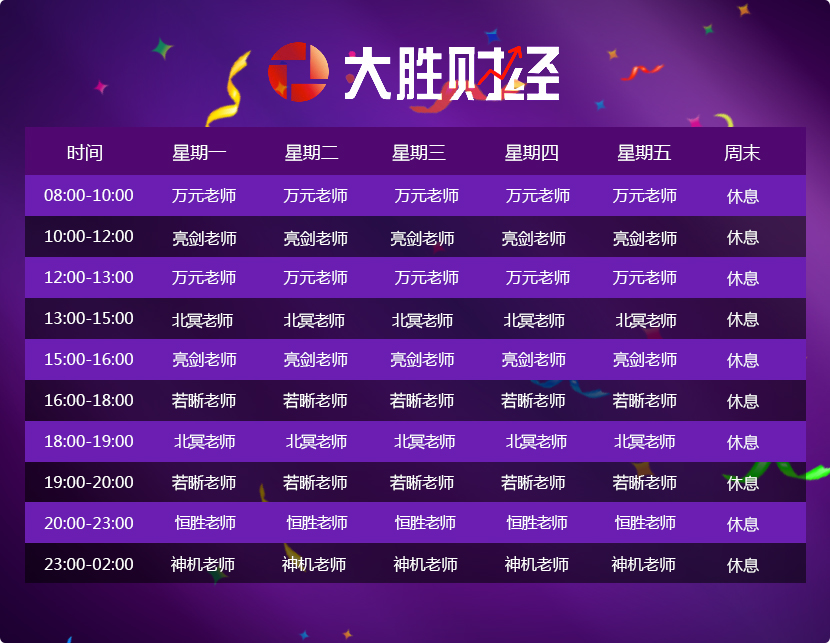 大胜财经
时间 星期一 星期二 星期三 星期四 星期五 周末
08:00-10:00 万元老师 万元老师 万元老师 万元老师 万元老师 休息
10:00-12:00 亮剑老师 亮剑老师 亮剑老师 亮剑老师 亮剑老师 休息
12:00-13:00 万元老师 万元老师 万元老师 万元老师 万元老师 休息
13:00-15:00 北冥老师 北冥老师 北冥老师 北冥老师 北冥老师 休息
15:00-16:00 亮剑老师 亮剑老师 亮剑老师 亮剑老师 亮剑老师 休息
16:00-18:00 若晰老师 若晰老师 若晰老师 若晰老师 若晰老师 休息
18:00-19:00 北冥老师 北冥老师 北冥老师 北冥老师 北冥老师 休息
19:00-20:00 若晰老师 若晰老师 若晰老师 若晰老师 若晰老师 休息
20:00-23:00 恒胜老师 恒胜老师 恒胜老师 恒胜老师 恒胜老师 休息
23:00-02:00 神机老师 神机老师 神机老师 神机老师 神机老师 休息